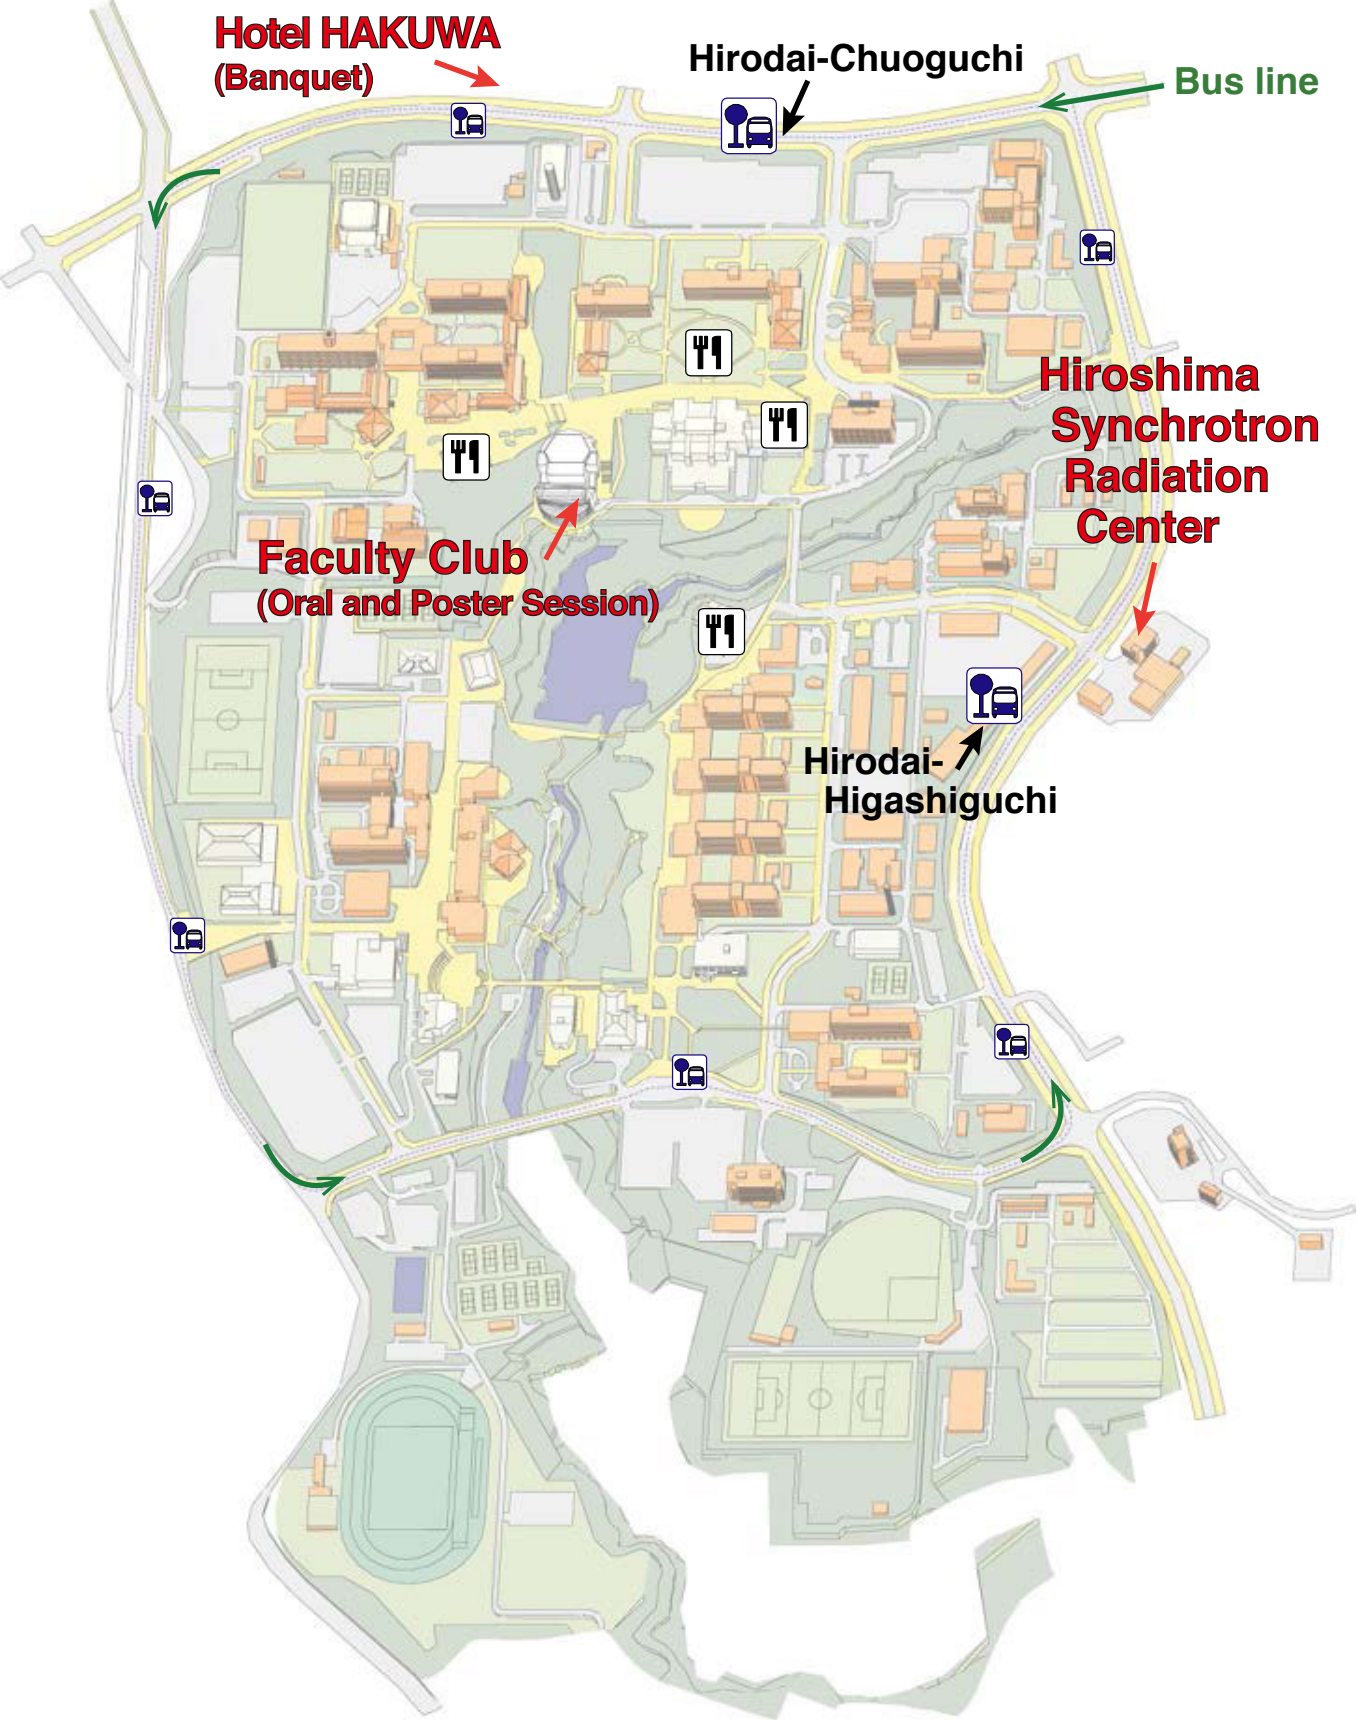 Hotel HAKUWA
(Banquet)
Hirodai-Chuoguchi
Bus line
Hiroshima
Synchrotron
Radiation
Center
Faculty Club
(Oral and Poster Session)
Hirodai-
Higashiguchi